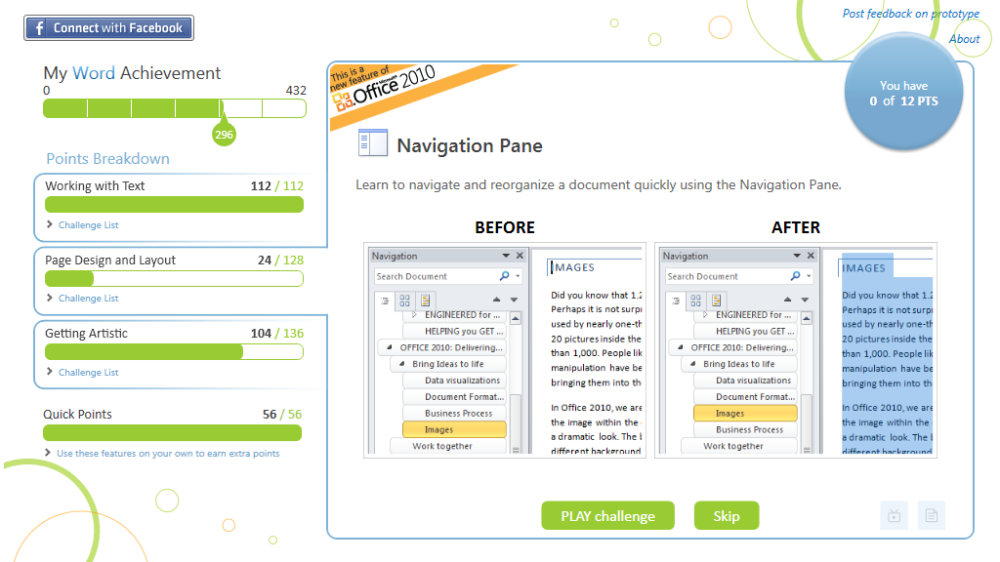 Connect with Facebook
Post feedback on prototype
About
My Word Achievement
0 432
296
Points Breakdown
Working with Text 112 / 112
Challenge List
Page Design and Layout 24 / 128
Challenge List
Getting Artistic 104 / 136
Challenge List
Quick Points 56 / 56
Use these features on your own to earn extra points
This is a
new feature of
Microsoft
Office 2010
You have
0 of 12 PTS
Navigation Pane
Learn to navigate and reorganize a document quickly using the Navigation Pane.
BEFORE
Navigation
Search Document
ENGINEERED for ...
HELPING you GET ...
OFFICE 2010: Delivering...
Bring Ideas to life
Data visualizations
Document Format...
Business Process
Images
Work together
IMAGES
Did you know that 1.2
Perhaps it is not surpr
used by nearly one-th
20 pictures inside the
than 1,000. People lik
manipulation have be
bringing them into th
In Office 2010, we are
the image within the
a dramatic look. The b
different background
AFTER
Navigation
Search Document
ENGINEERED for ...
HELPING you GET ...
OFFICE 2010: Delivering...
Bring Ideas to life
Data visualizations
Document Format...
Images
Business Process
Work together
IMAGES
Did you know that 1.2
Perhaps it is not surpr
used by nearly one-th
20 pictures inside the
than 1,000. People lik
manipulation have be
bringing them into th
In Office 2010, we are
the image within the
a dramatic look. The b
different background
PLAY challenge
Skip